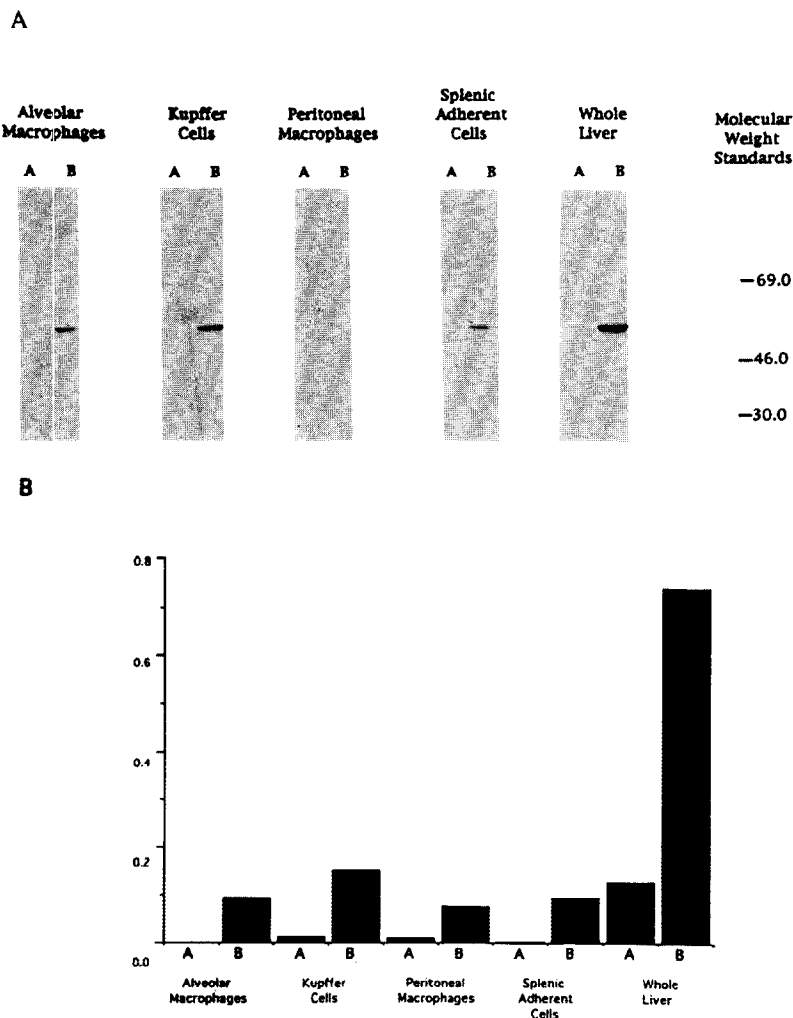 A
Alveolar Macrophages
Kupffer Cells
Peritoneal Macrophages
Splenic Adherent Cells
Whole Liver
Molecular Weight Standards
A B A B A B A B A B
—69.0
—46.0
—30.0
B
0.8
0.6
0.4
0.2
0.0
A B A B A B A B A B
Alveolar Macrophages
Kupffer Cells
Peritoneal Macrophages
Splenic Adherent Cells
Whole Liver